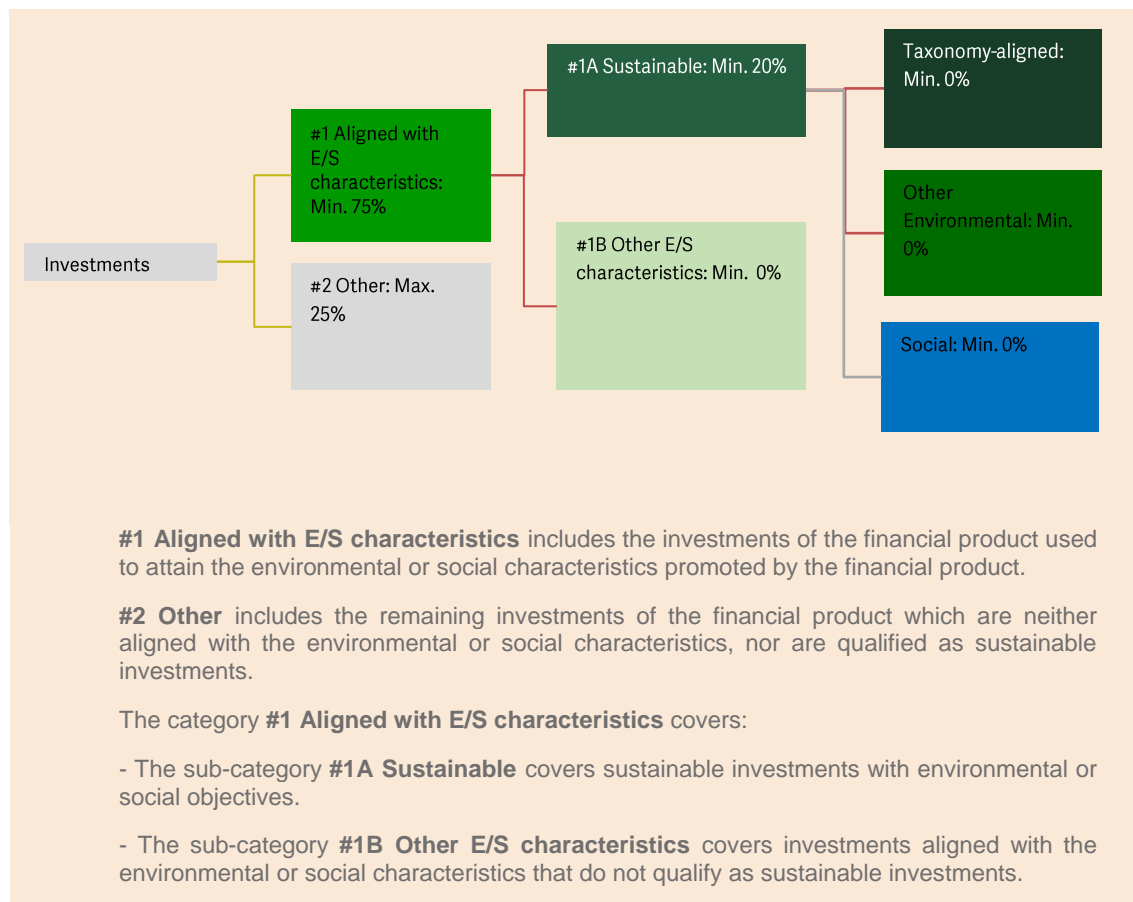 Investments
#1 Aligned with
E/S
characteristics:
Min. 75%
#2 Other: Max.
25%
#1A Sustainable: Min. 20%
#1B Other E/S
characteristics: Min. 0%
Taxonomy-aligned:
Min. 0%
Other
Environmental: Min.
0%
Social: Min. 0%
#1 Aligned with E/S characteristics includes the investments of the financial product used
to attain the environmental or social characteristics promoted by the financial product.
#2 Other includes the remaining investments of the financial product which are neither
aligned with the environmental or social characteristics, nor are qualified as sustainable
investments.
The category #1 Aligned with E/S characteristics covers:
- The sub-category #1A Sustainable covers sustainable investments with environmental or
social objectives.
- The sub-category #1B Other E/S characteristics covers investments aligned with the
environmental or social characteristics that do not qualify as sustainable investments.